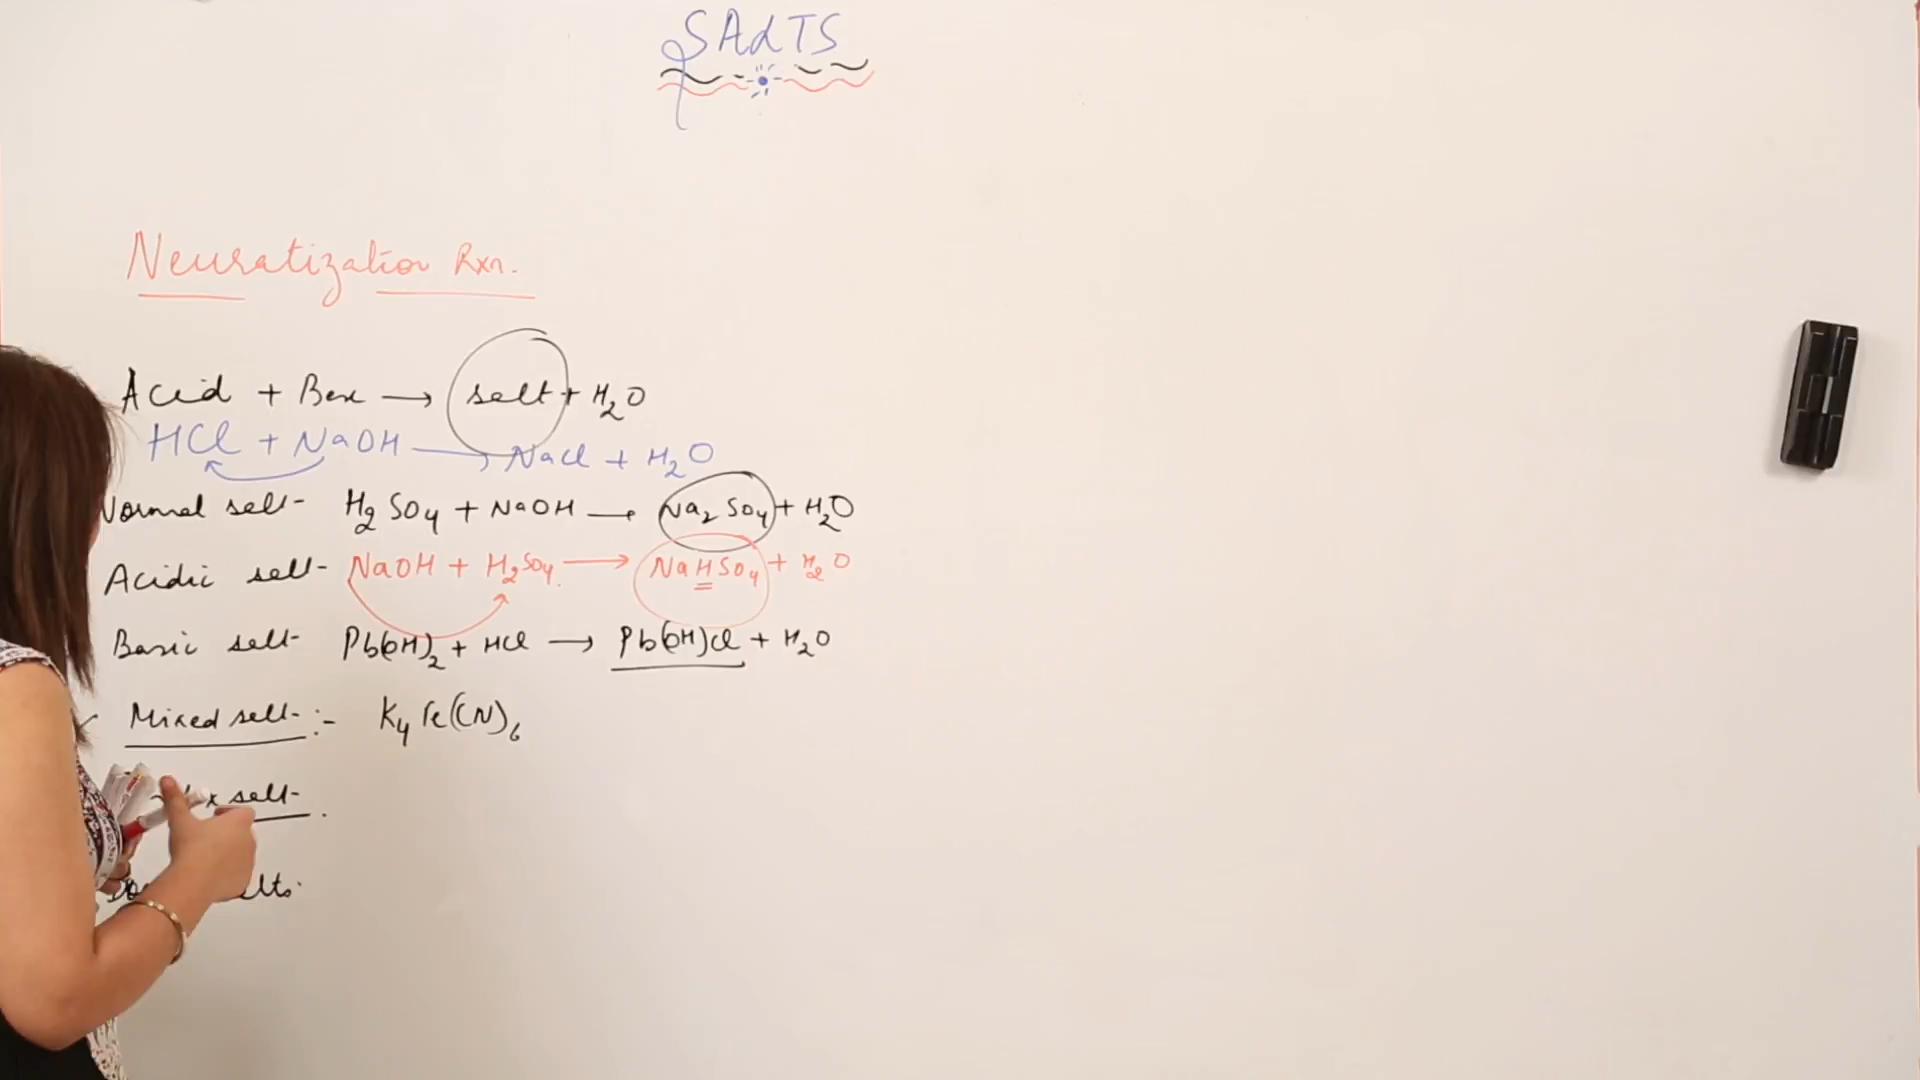 SALTS
Neuratization Rxn.
Acid + Base → salt + H₂O
HCl + NaOH → NaCl + H₂O
Normal salt - H₂SO₄ + NaOH → Na₂SO₄ + H₂O
Acidic salt - NaOH + H₂SO₄ → NaHSO₄ + H₂O
Basic salt - Pb(OH)₂ + HCl → Pb(OH)Cl + H₂O
Mixed salt :- K₄Fe(CN)₆
salt -